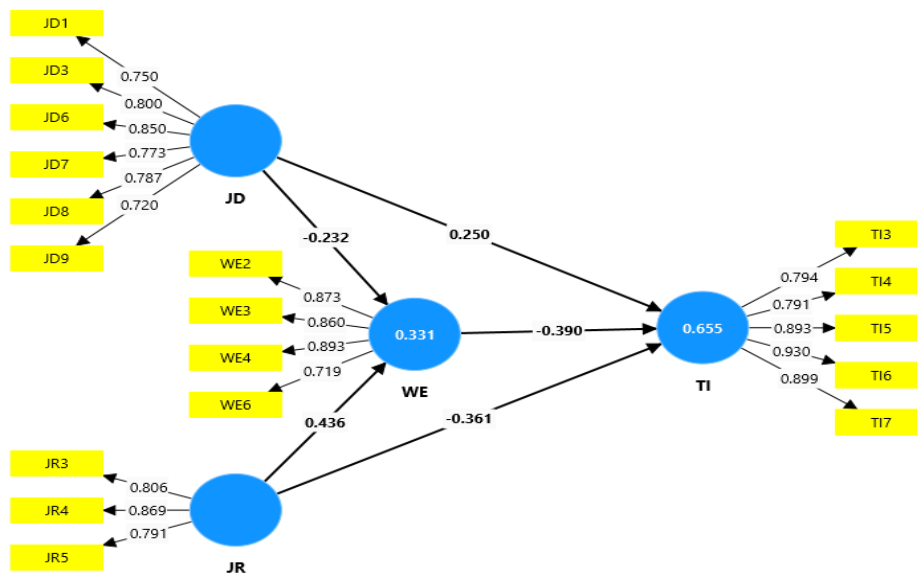 JD1
JD3
JD6
JD7
JD8
JD9
0.750
0.800
0.850
0.773
0.787
0.720
JD
-0.232
0.250
WE2
WE3
WE4
WE6
0.873
0.860
0.893
0.719
0.331
WE
-0.390
0.436
-0.361
JR3
JR4
JR5
0.806
0.869
0.791
JR
0.655
TI
0.794
0.791
0.893
0.930
0.899
TI3
TI4
TI5
TI6
TI7